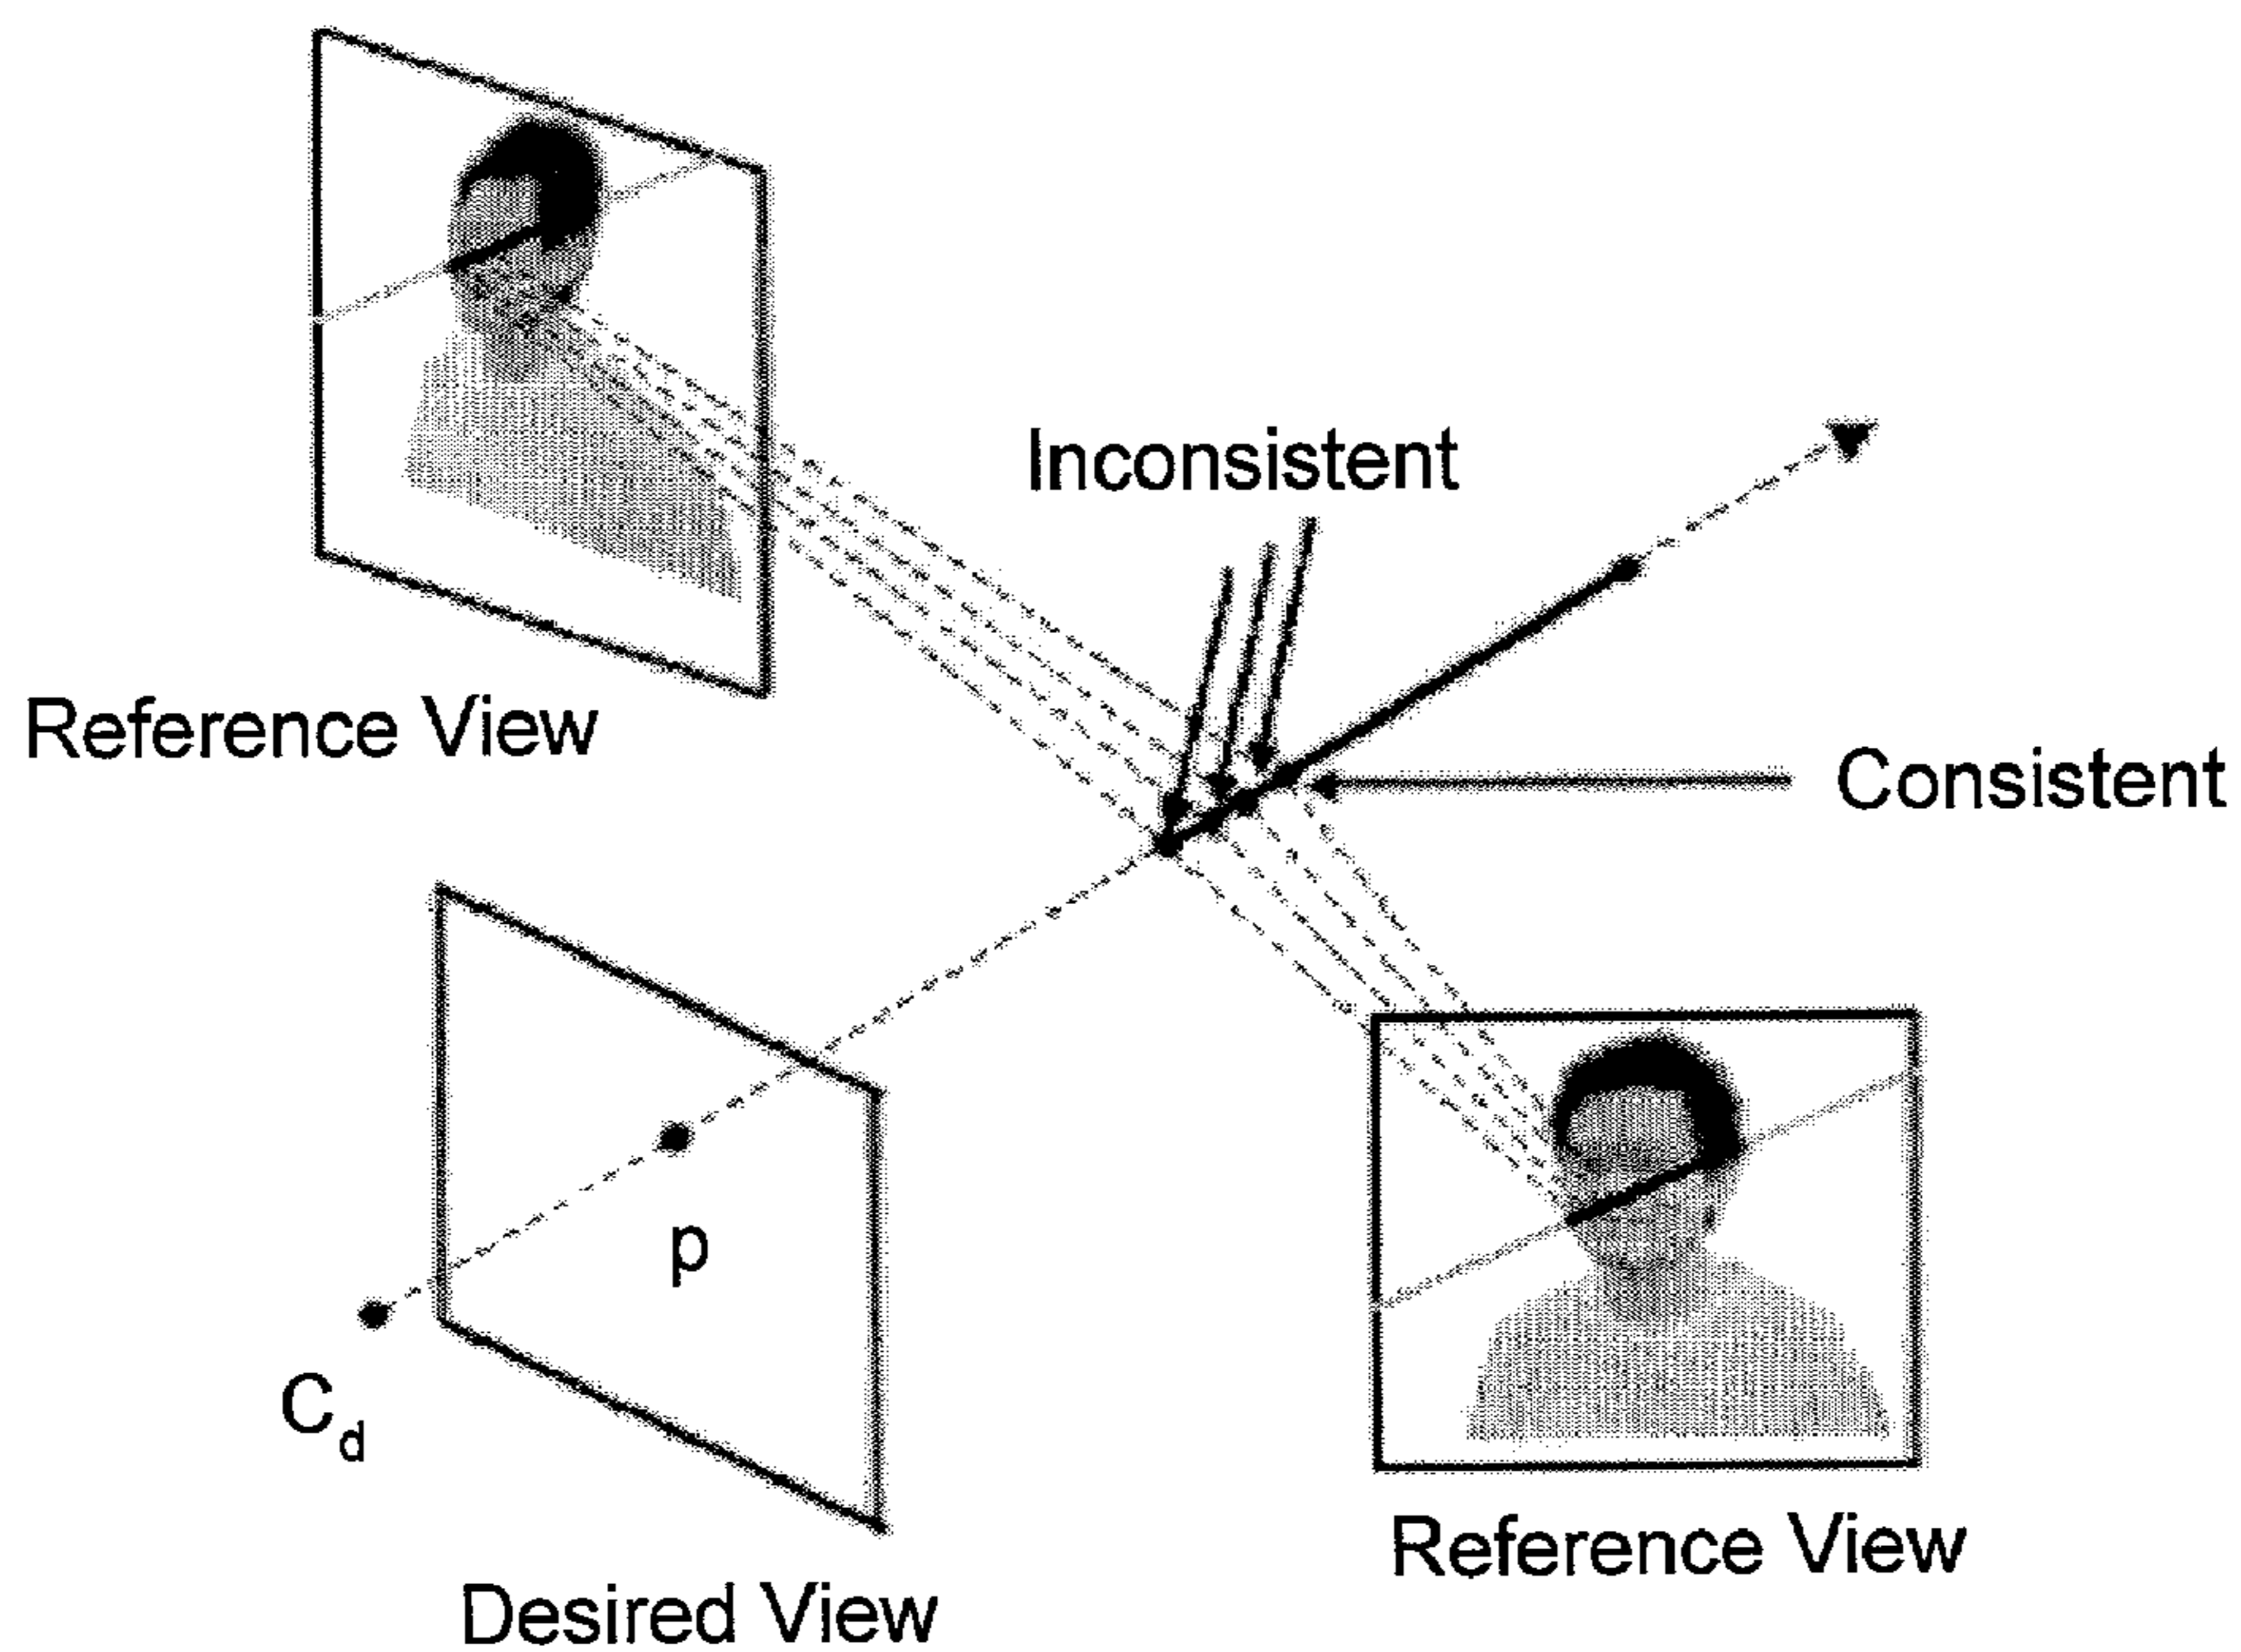 Inconsistent
Reference View
Consistent
p
C_d
Reference View
Desired View